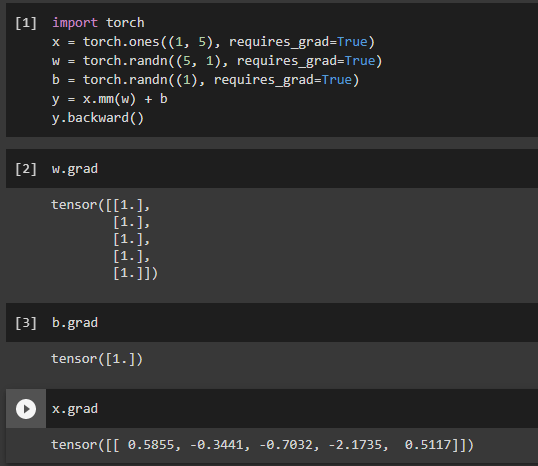 [1] import torch
x = torch.ones((1, 5), requires_grad=True)
w = torch.randn((5, 1), requires_grad=True)
b = torch.randn((1), requires_grad=True)
y = x.mm(w) + b
y.backward()
[2] w.grad
tensor([[1.],
[1.],
[1.],
[1.],
[1.]])
[3] b.grad
tensor([1.])
x.grad
tensor([[ 0.5855, -0.3441, -0.7032, -2.1735,  0.5117]])